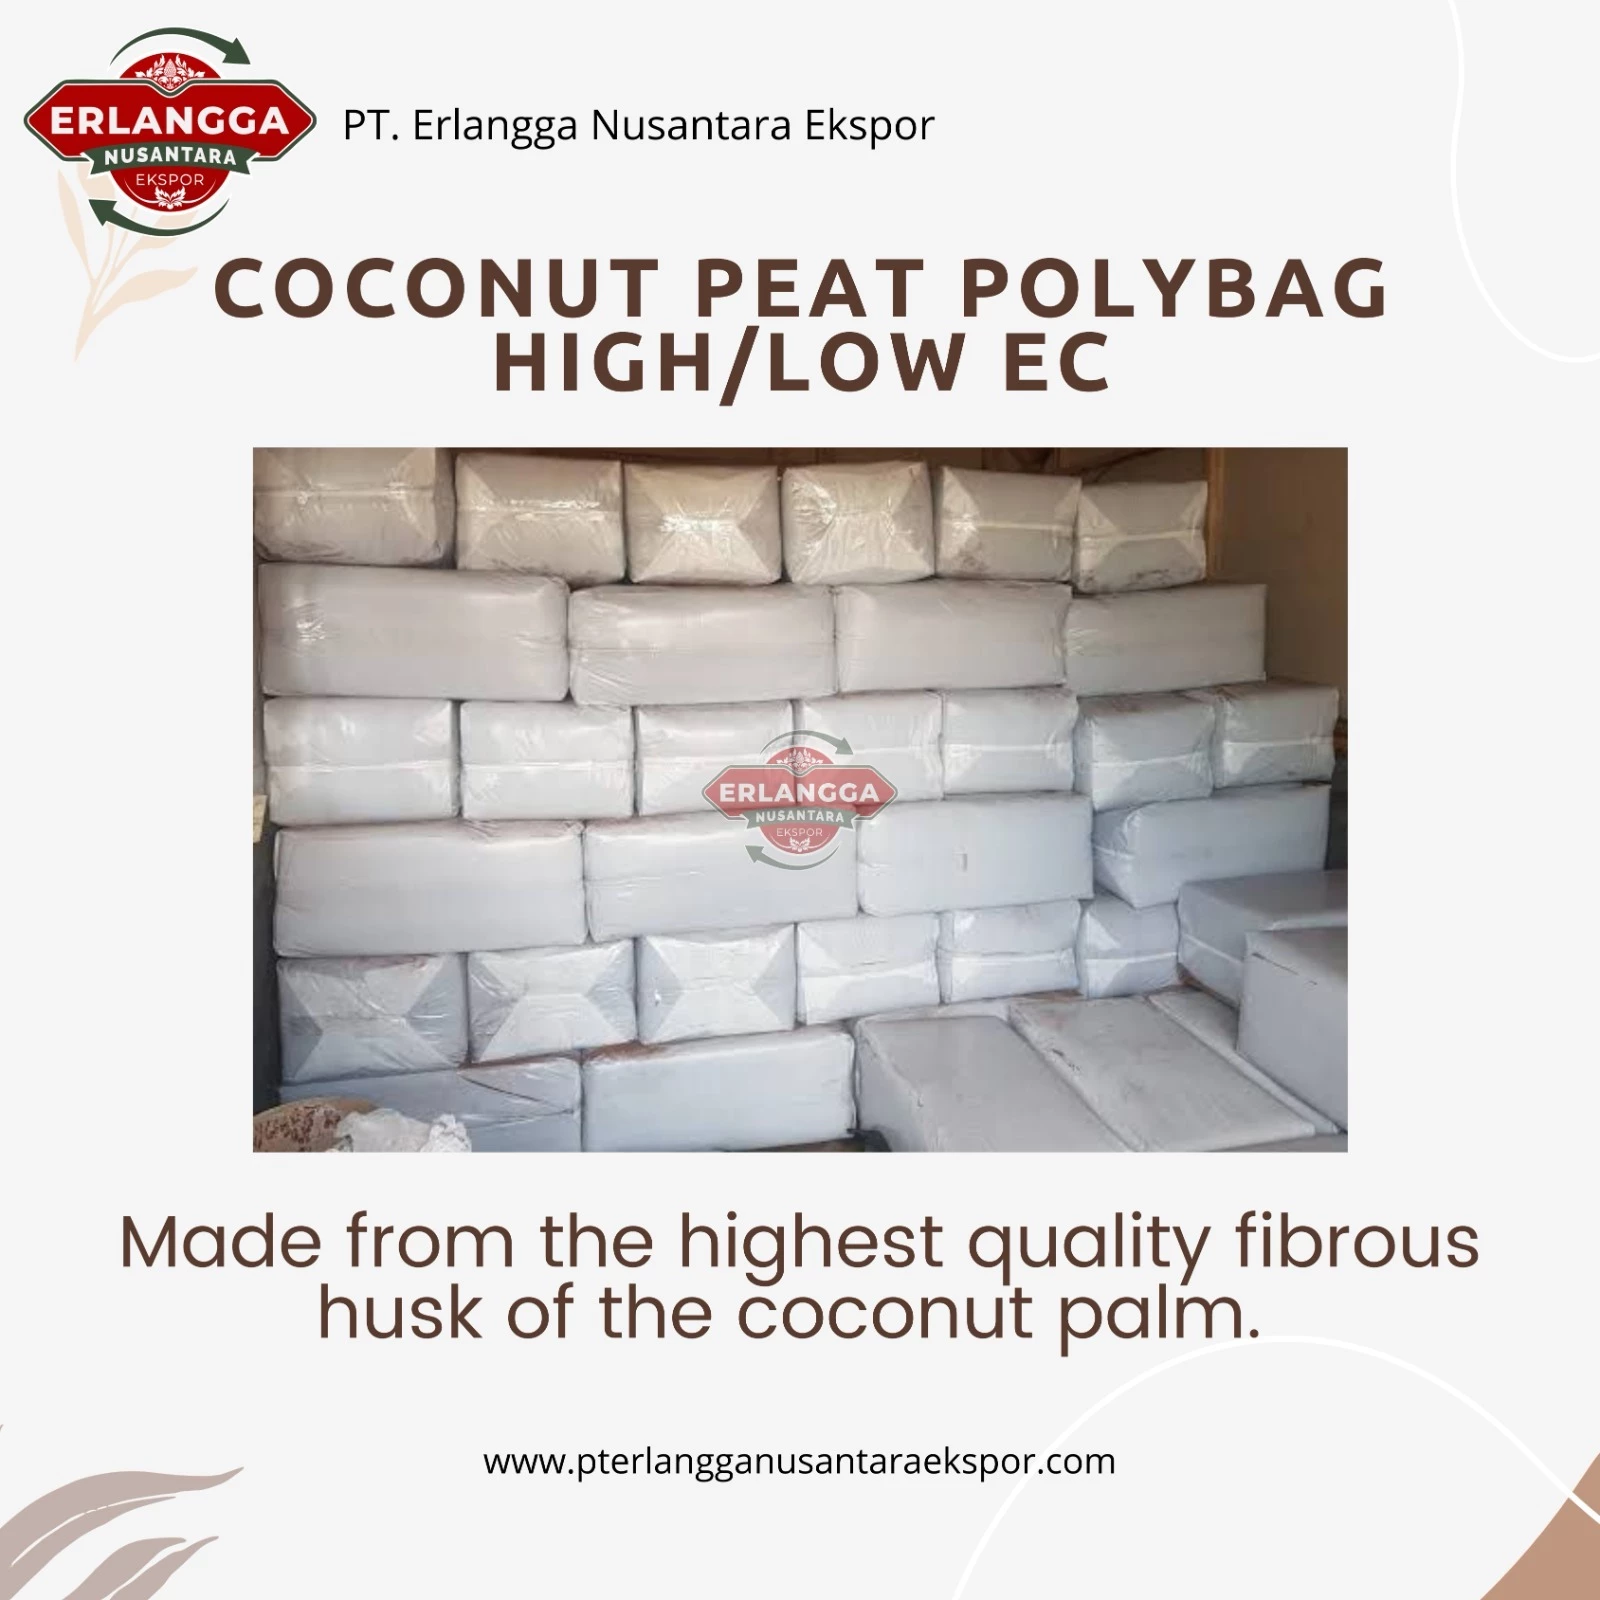 ERLANGGA
NUSANTARA
EKSPOR
PT. Erlangga Nusantara Ekspor
COCONUT PEAT POLYBAG
HIGH/LOW EC
ERLANGGA
NUSANTARA
EKSPOR
Made from the highest quality fibrous
husk of the coconut palm.
www.pterlangganusantaraekspor.com